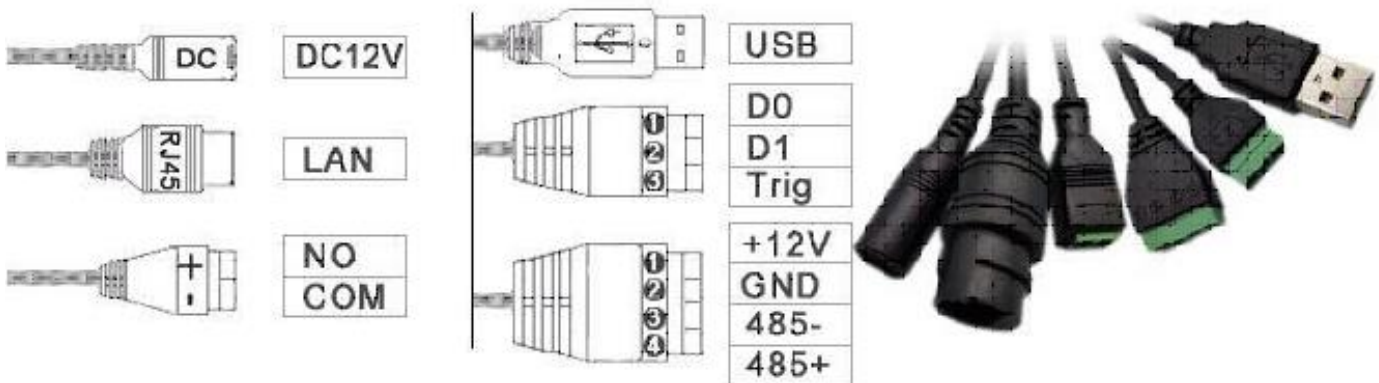 DC
DC12V
RJ45
LAN
+
-
NO
COM
USB
1
2
3
D0
D1
Trig
1
2
3
4
+12V
GND
485-
485+